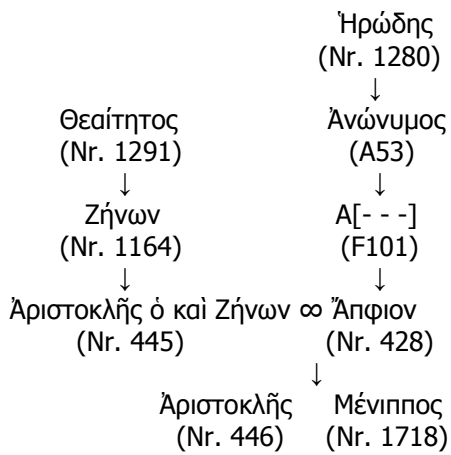 Ἡρώδης
(Nr. 1280)
↓
Θεαίτητος Ἀνώνυμος
(Nr. 1291) (A53)
↓ ↓
Ζήνων Α[- - -]
(Nr. 1164) (F101)
↓ ↓
Ἀριστοκλῆς ὁ καὶ Ζήνων ∞ Ἄπφιον
(Nr. 445) (Nr. 428)
↓
Ἀριστοκλῆς Μένιππος
(Nr. 446) (Nr. 1718)